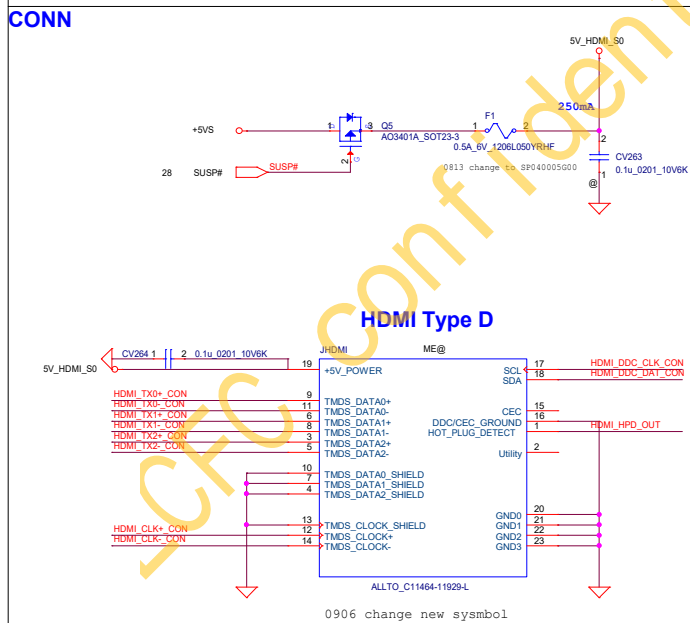 CONN
5V_HDMI_S0
250mA
+5VS
1
3
Q5
AO3401A_SOT23-3
2
G
1
F1
2
0.5A_6V_1206L050YRHF
0813 change to SP040005G00
2
CV263
1
0.1u_0201_10V6K
@
28
SUSP#
SUSP#
HDMI Type D
CV264 1
2
0.1u_0201_10V6K
5V_HDMI_S0
JHDMI
ME@
19
+5V_POWER
SCL
17
HDMI_DDC_CLK_CON
SDA
18
HDMI_DDC_DAT_CON
HDMI_TX0+_CON
9
TMDS_DATA0+
HDMI_TX0-_CON
11
TMDS_DATA0-
CEC
15
HDMI_TX1+_CON
6
TMDS_DATA1+
DDC/CEC_GROUND
16
HDMI_TX1-_CON
8
TMDS_DATA1-
HOT_PLUG_DETECT
1
HDMI_HPD_OUT
HDMI_TX2+_CON
3
TMDS_DATA2+
HDMI_TX2-_CON
5
TMDS_DATA2-
Utility
2
10
TMDS_DATA0_SHIELD
7
TMDS_DATA1_SHIELD
4
TMDS_DATA2_SHIELD
GND0
20
13
TMDS_CLOCK_SHIELD
GND1
21
HDMI_CLK+_CON
12
TMDS_CLOCK+
GND2
22
HDMI_CLK-_CON
14
TMDS_CLOCK-
GND3
23
ALLTO_C11464-11929-L
0906 change new sysmbol
LCFC confident